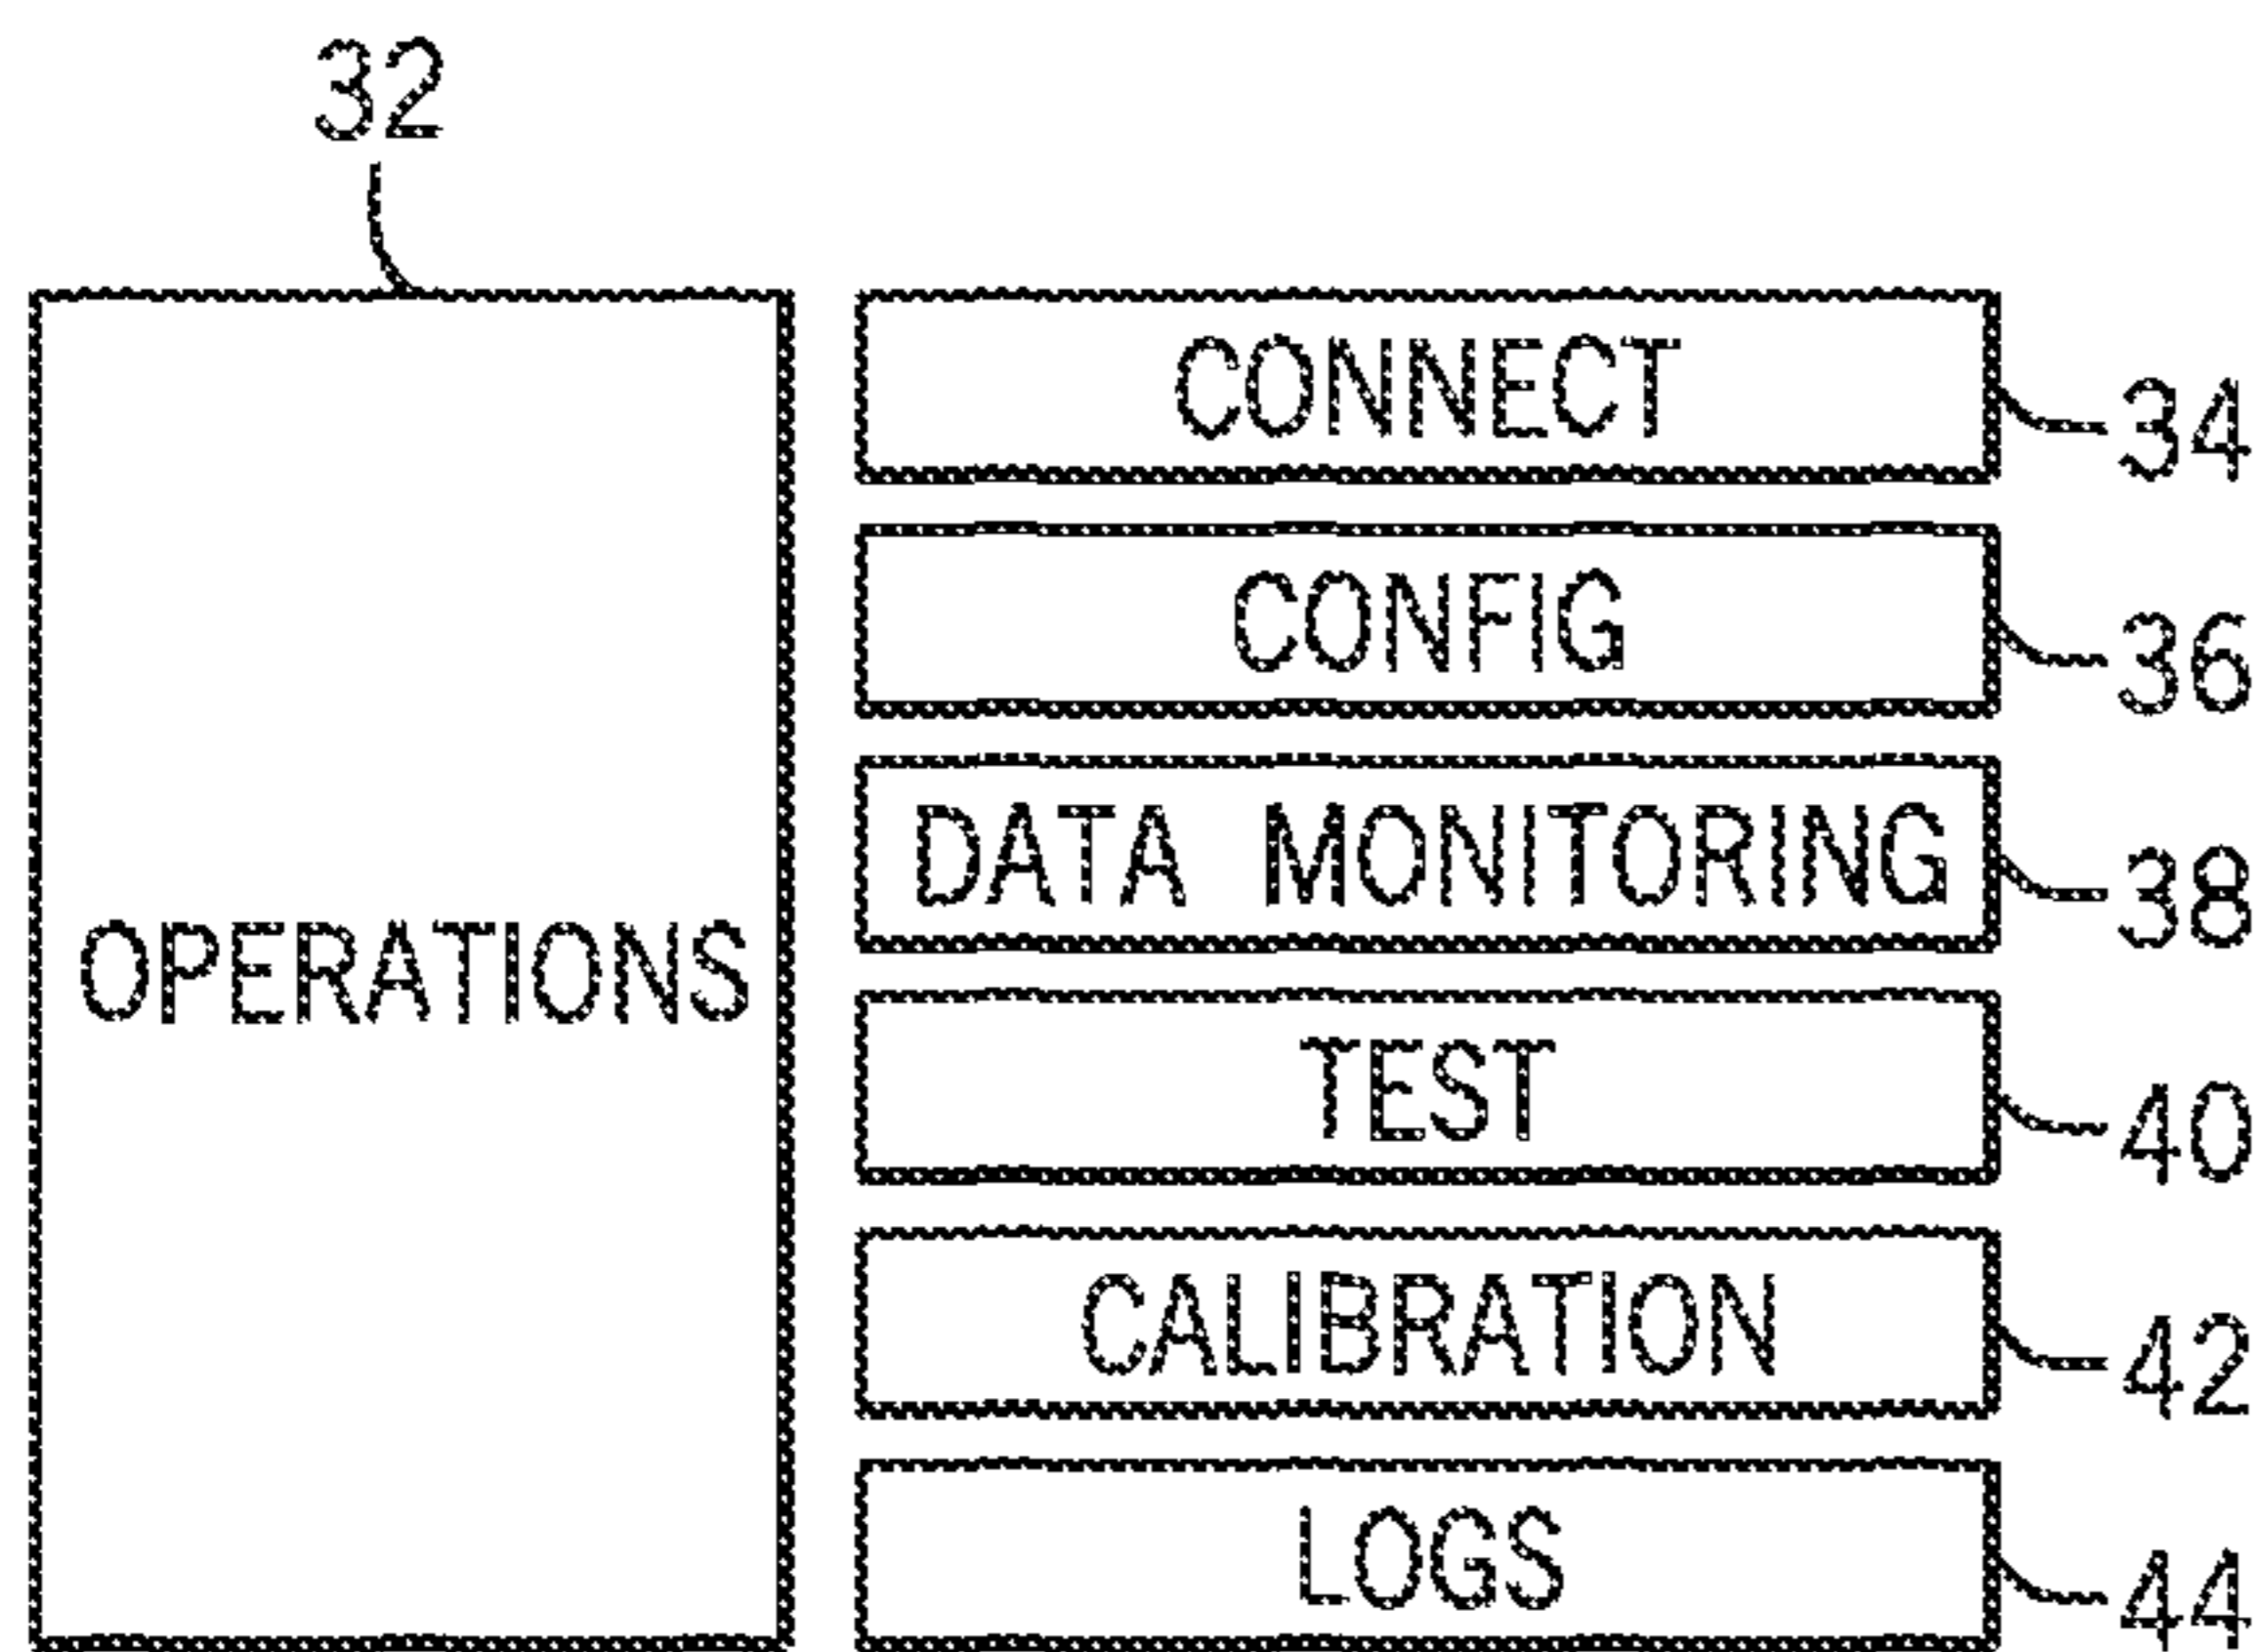 32
CONNECT
34
CONFIG
36
DATA MONITORING
38
OPERATIONS
TEST
40
CALIBRATION
42
LOGS
44